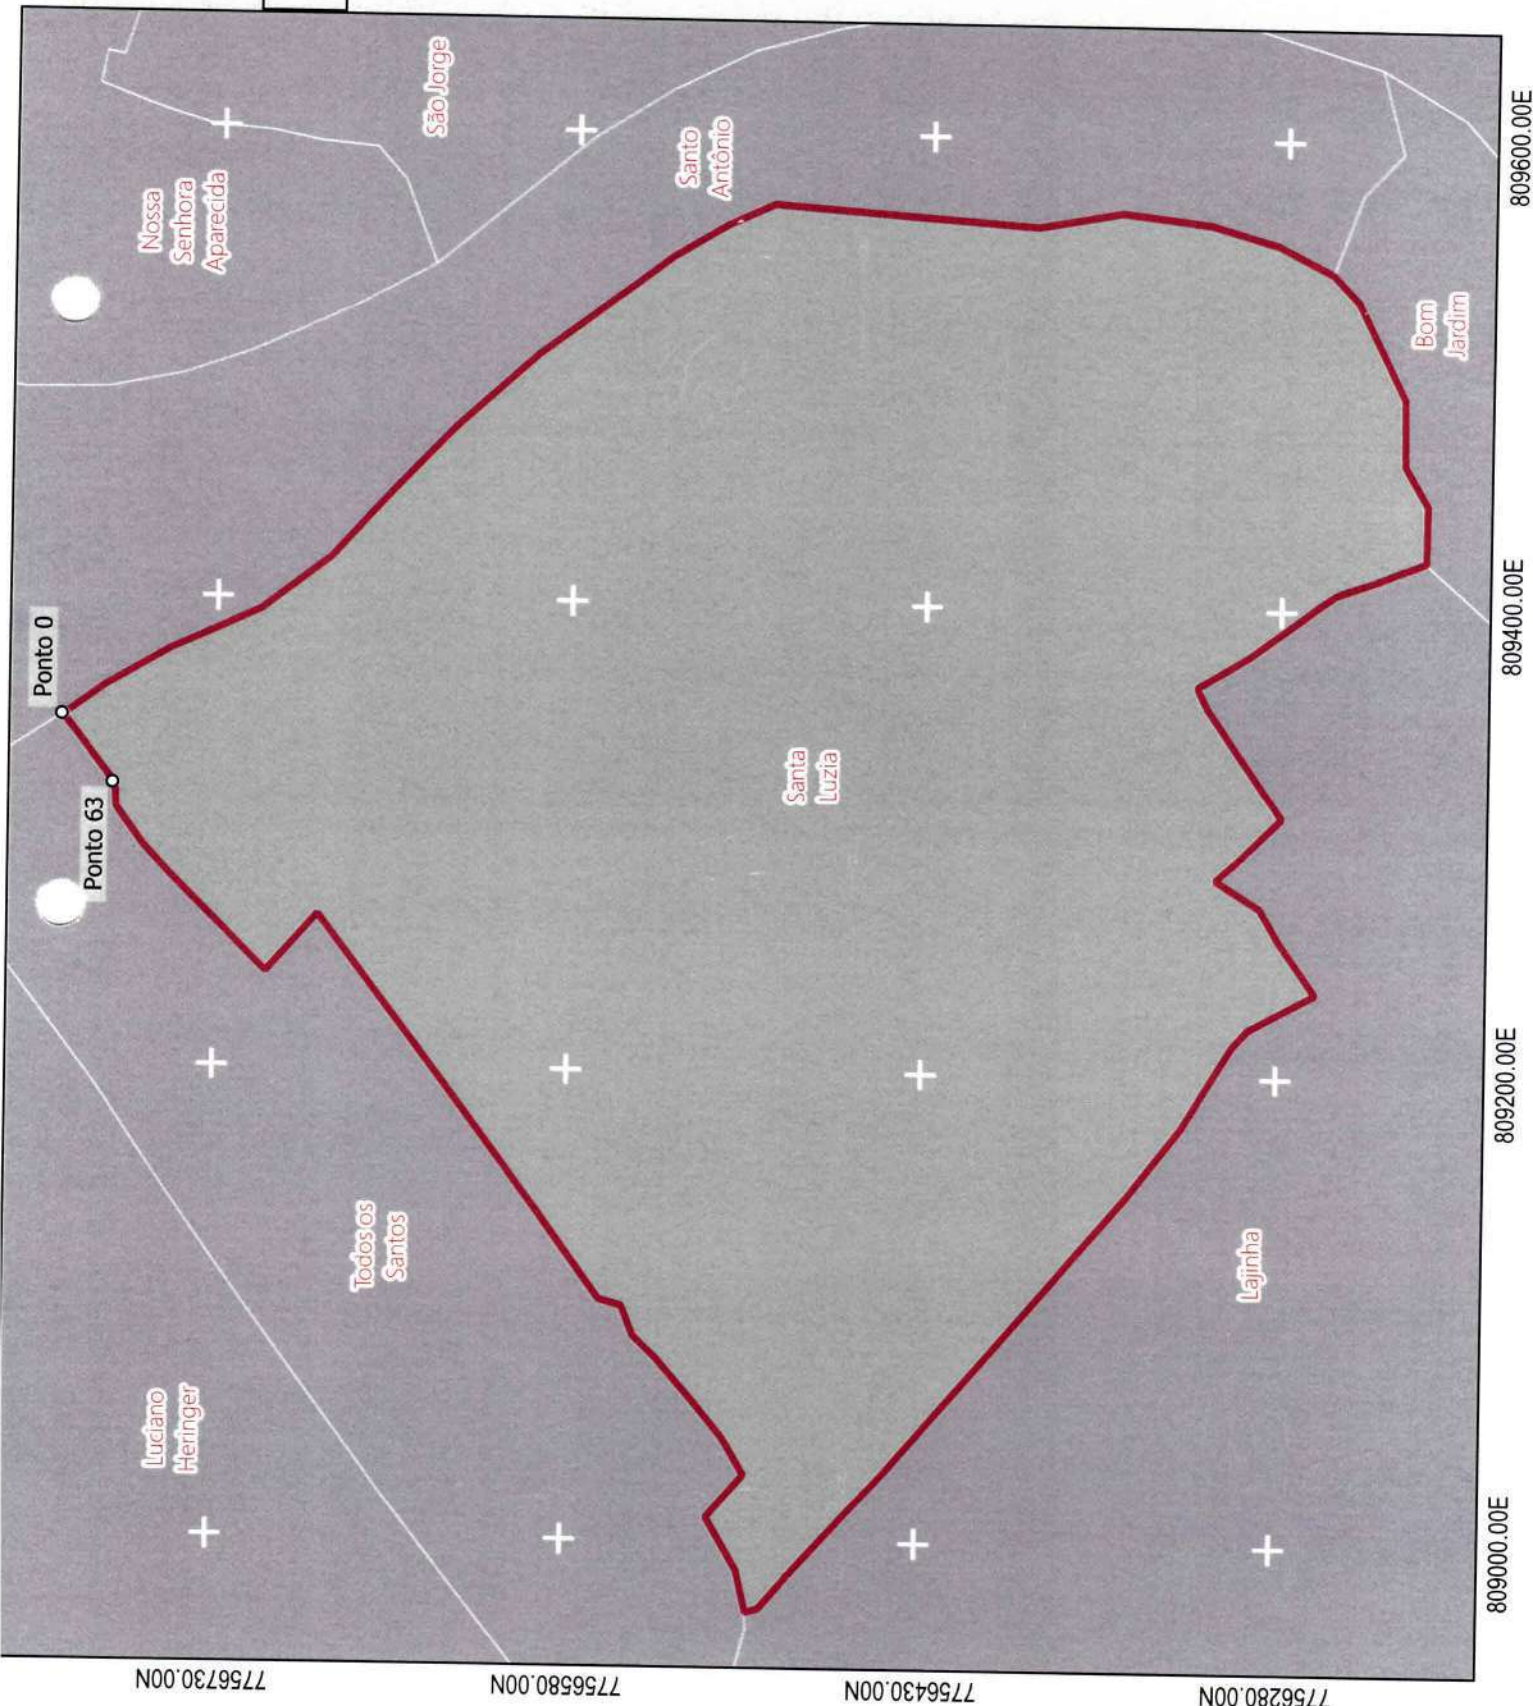 Ponto 0
Ponto 63
Nossa
Senhora
Aparecida
São Jorge
Santo
Antônio
Bom
Jardim
Santa
Luzia
Todos os
Santos
Luciano
Heringer
Lajinha
809600.00E
809400.00E
809200.00E
809000.00E
7756730.00N
7756580.00N
7756430.00N
7756280.00N